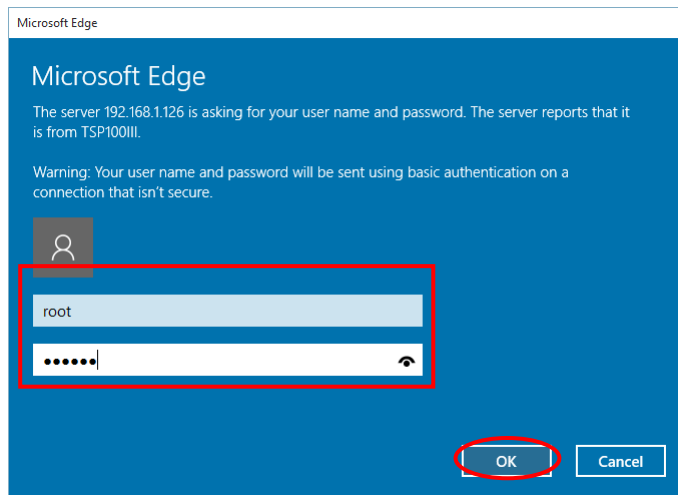 Microsoft Edge
Microsoft Edge
The server 192.168.1.126 is asking for your user name and password. The server reports that it
is from TSP100III.
Warning: Your user name and password will be sent using basic authentication on a
connection that isn't secure.
root
••••••
OK Cancel